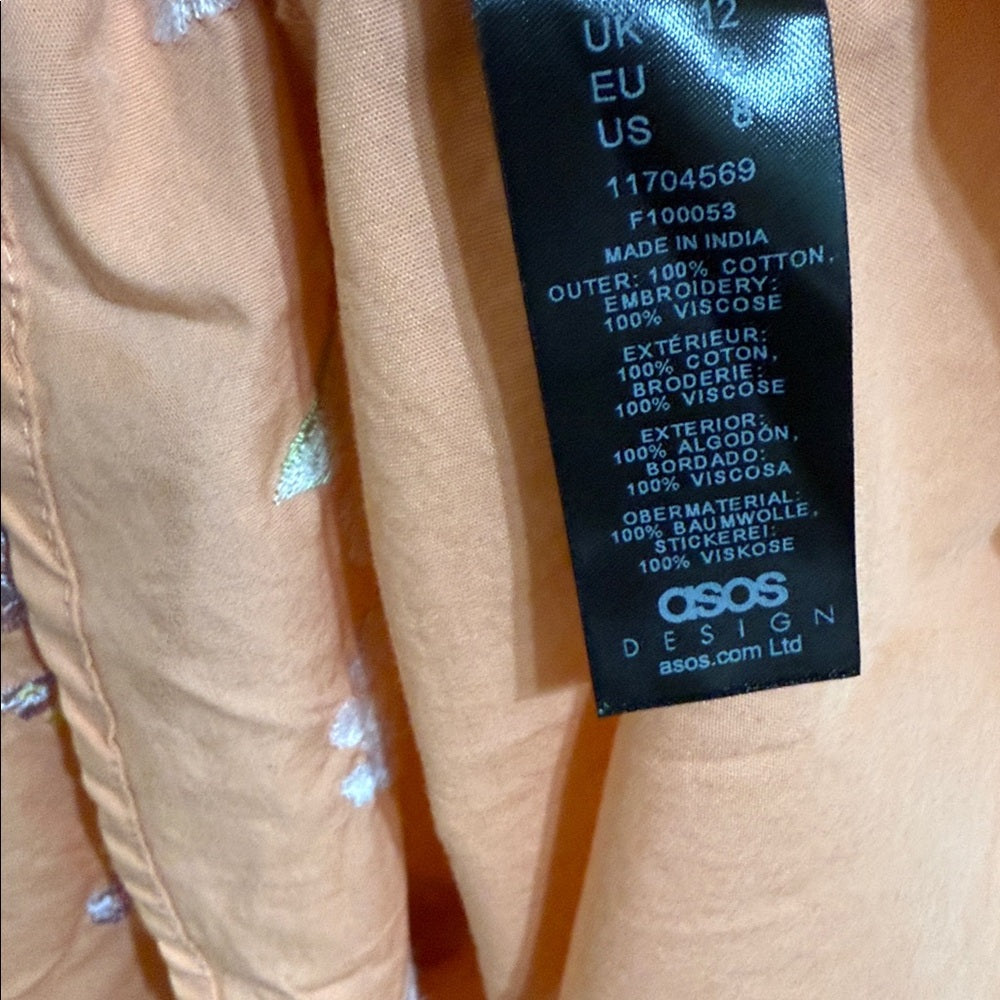 UK 12
EU
US 8
11704569
F100053
MADE IN INDIA
OUTER: 100% COTTON,
EMBROIDERY:
100% VISCOSE
EXTÉRIEUR:
100% COTON,
BRODERIE:
100% VISCOSE
EXTERIOR:
100% ALGODÓN,
BORDADO:
100% VISCOSA
OBERMATERIAL:
100% BAUMWOLLE,
STICKEREI:
100% VISKOSE
asos
DESIGN
asos.com Ltd